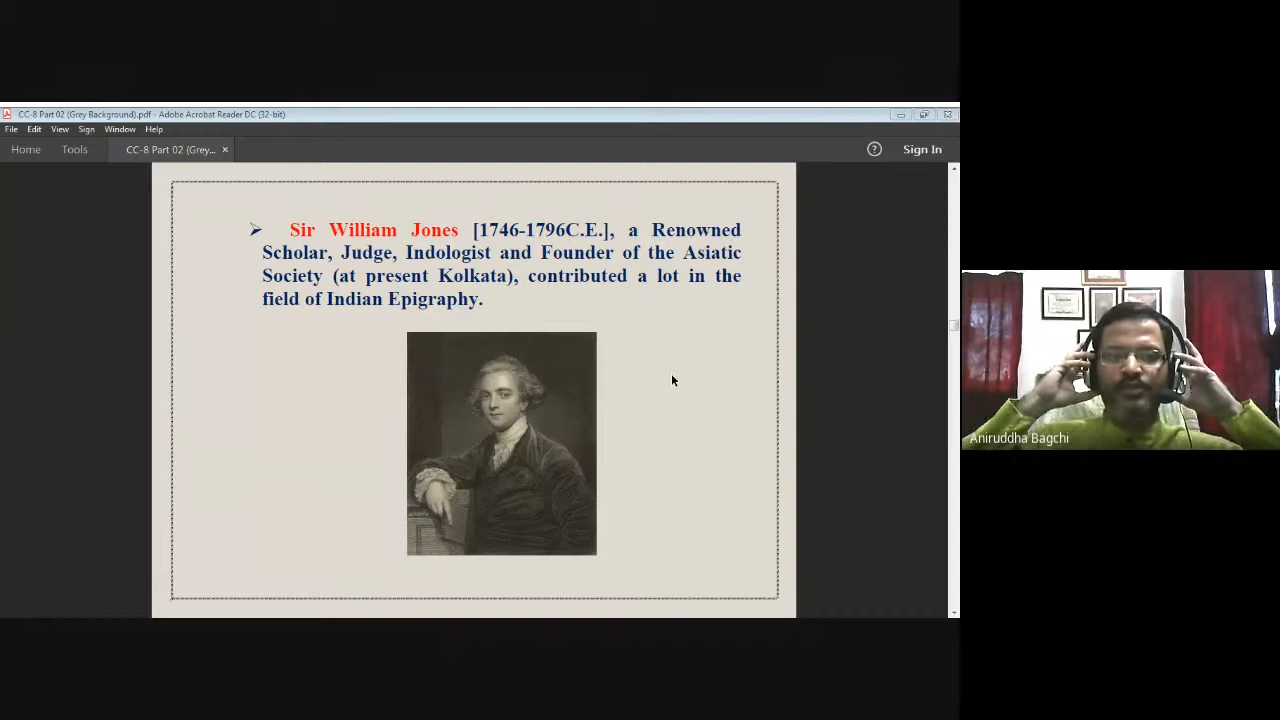 CC-8 Part 02 (Grey Background).pdf - Adobe Acrobat Reader DC (32-bit)
File Edit View Sign Window Help
Home Tools CC-8 Part 02 (Grey... × Sign In
➢ Sir William Jones [1746-1796C.E.], a Renowned
Scholar, Judge, Indologist and Founder of the Asiatic
Society (at present Kolkata), contributed a lot in the
field of Indian Epigraphy.
Aniruddha Bagchi